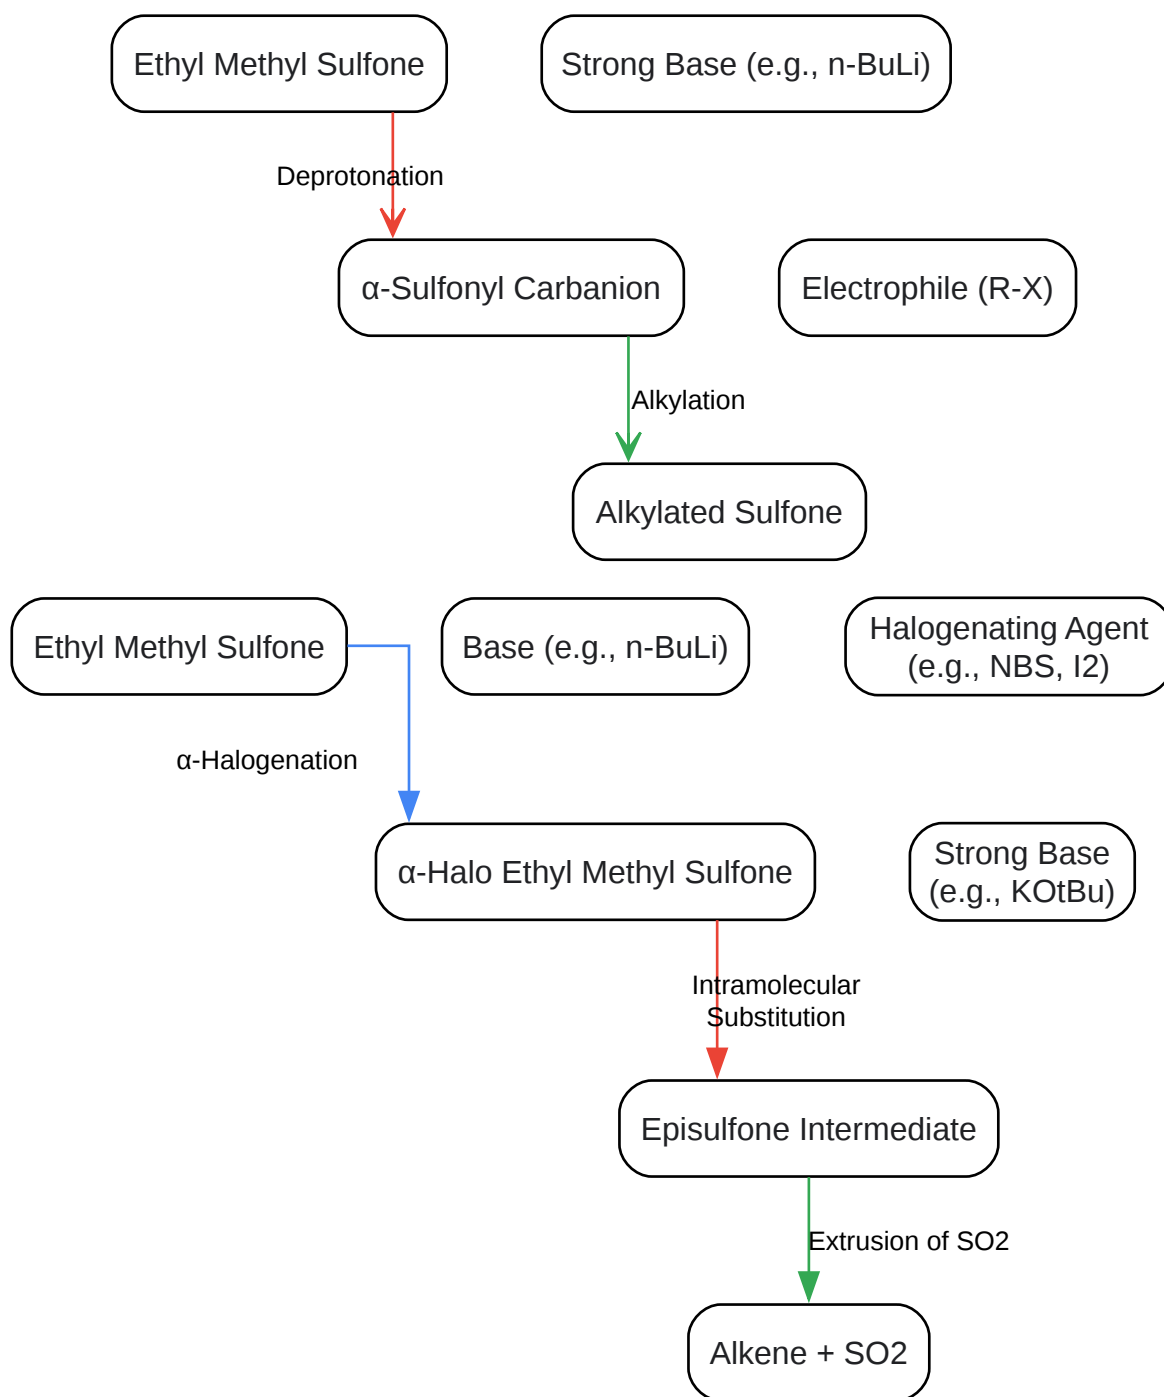 Ethyl Methyl Sulfone
Strong Base (e.g., n-BuLi)
Deprotonation
α-Sulfonyl Carbanion
Electrophile (R-X)
Alkylation
Alkylated Sulfone
Ethyl Methyl Sulfone
Base (e.g., n-BuLi)
Halogenating Agent
(e.g., NBS, I2)
α-Halogenation
α-Halo Ethyl Methyl Sulfone
Strong Base
(e.g., KOtBu)
Intramolecular
Substitution
Episulfone Intermediate
Extrusion of SO2
Alkene + SO2